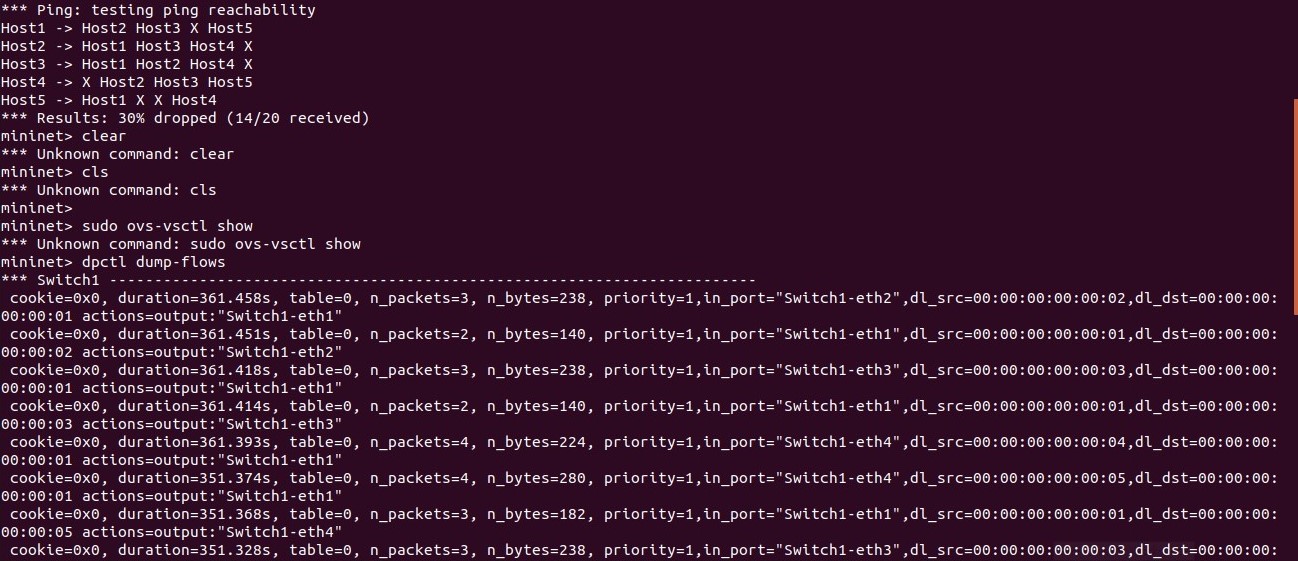 *** Ping: testing ping reachability
Host1 -> Host2 Host3 X Host5
Host2 -> Host1 Host3 Host4 X
Host3 -> Host1 Host2 Host4 X
Host4 -> X Host2 Host3 Host5
Host5 -> Host1 X X Host4
*** Results: 30% dropped (14/20 received)
mininet> clear
*** Unknown command: clear
mininet> cls
*** Unknown command: cls
mininet>
mininet> sudo ovs-vsctl show
*** Unknown command: sudo ovs-vsctl show
mininet> dpctl dump-flows
*** Switch1 ------------------------------------------------------------------------
 cookie=0x0, duration=361.458s, table=0, n_packets=3, n_bytes=238, priority=1,in_port="Switch1-eth2",dl_src=00:00:00:00:00:02,dl_dst=00:00:00:
00:00:01 actions=output:"Switch1-eth1"
 cookie=0x0, duration=361.451s, table=0, n_packets=2, n_bytes=140, priority=1,in_port="Switch1-eth1",dl_src=00:00:00:00:00:01,dl_dst=00:00:00:
00:00:02 actions=output:"Switch1-eth2"
 cookie=0x0, duration=361.418s, table=0, n_packets=3, n_bytes=238, priority=1,in_port="Switch1-eth3",dl_src=00:00:00:00:00:03,dl_dst=00:00:00:
00:00:01 actions=output:"Switch1-eth1"
 cookie=0x0, duration=361.414s, table=0, n_packets=2, n_bytes=140, priority=1,in_port="Switch1-eth1",dl_src=00:00:00:00:00:01,dl_dst=00:00:00:
00:00:03 actions=output:"Switch1-eth3"
 cookie=0x0, duration=361.393s, table=0, n_packets=4, n_bytes=224, priority=1,in_port="Switch1-eth4",dl_src=00:00:00:00:00:04,dl_dst=00:00:00:
00:00:01 actions=output:"Switch1-eth1"
 cookie=0x0, duration=351.374s, table=0, n_packets=4, n_bytes=280, priority=1,in_port="Switch1-eth4",dl_src=00:00:00:00:00:05,dl_dst=00:00:00:
00:00:01 actions=output:"Switch1-eth1"
 cookie=0x0, duration=351.368s, table=0, n_packets=3, n_bytes=182, priority=1,in_port="Switch1-eth1",dl_src=00:00:00:00:00:01,dl_dst=00:00:00:
00:00:05 actions=output:"Switch1-eth4"
 cookie=0x0, duration=351.328s, table=0, n_packets=3, n_bytes=238, priority=1,in_port="Switch1-eth3",dl_src=00:00:00:00:00:03,dl_dst=00:00:00: